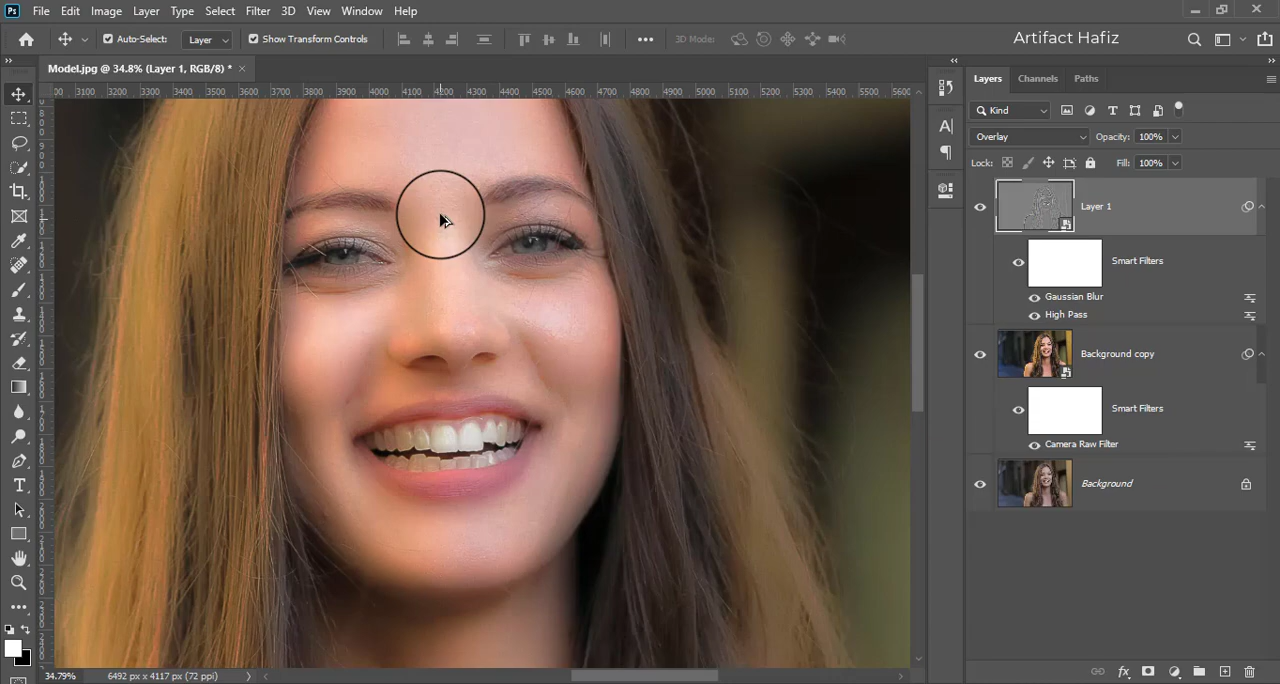 Ps File Edit Image Layer Type Select Filter 3D View Window Help
Auto-Select: Layer Show Transform Controls 3D Mode: Artifact Hafiz
Model.jpg @ 34.8% (Layer 1, RGB/8) *
3100 3200 3300 3400 3500 3600 3700 3800 3900 4000 4100 4200 4300 4400 4500 4600 4700 4800 4900 5000 5100 5200 5300 5400 5500 5600
Layers Channels Paths
Kind
Overlay Opacity: 100%
Lock: Fill: 100%
Layer 1
Smart Filters
Gaussian Blur
High Pass
Background copy
Smart Filters
Camera Raw Filter
Background
34.79% 6492 px x 4117 px (72 ppi)